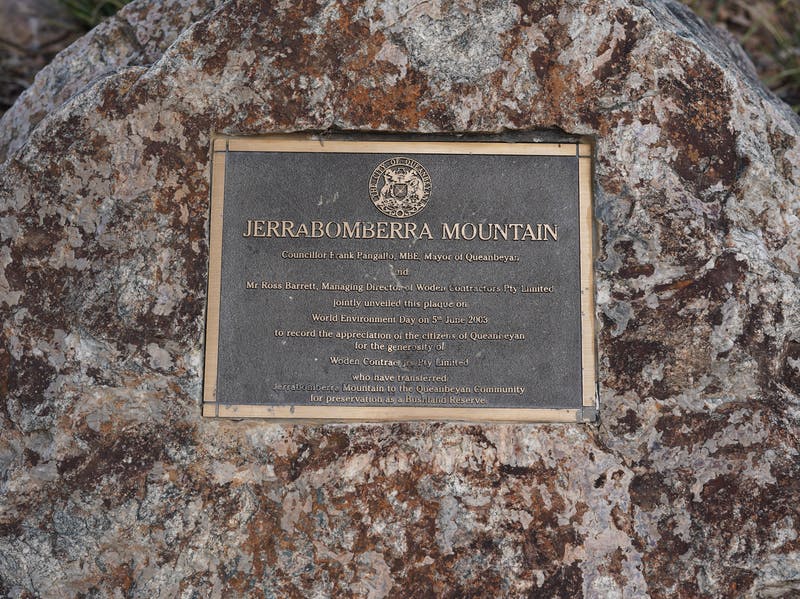 THE CITY OF QUEANBEYAN
JERRABOMBERRA MOUNTAIN
Councillor Frank Pangallo, MBE, Mayor of Queanbeyan
and
Mr Ross Barrett, Managing Director of Woden Contractors Pty Limited
jointly unveiled this plaque on
World Environment Day on 5th June 2003
to record the appreciation of the citizens of Queanbeyan
for the generosity of
Woden Contractors Pty Limited
who have transferred
Jerrabomberra Mountain to the Queanbeyan Community
for preservation as a Bushland Reserve.